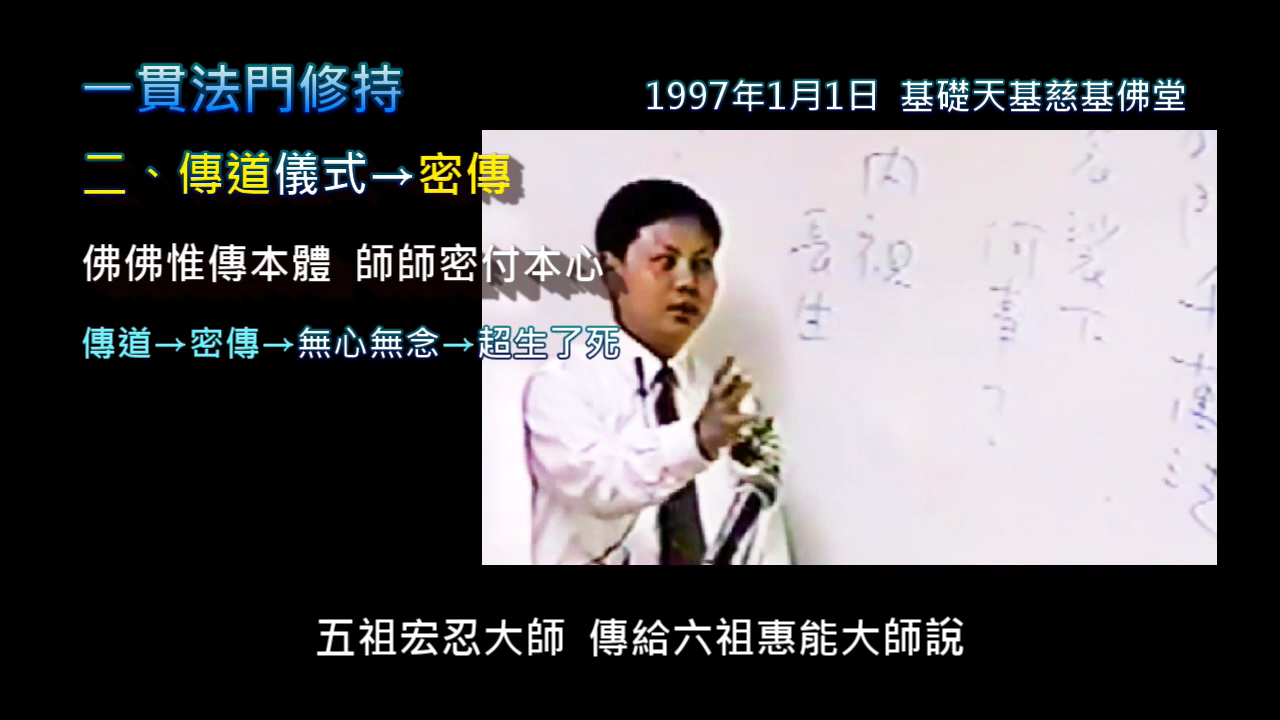 一貫法門修持
1997年1月1日 基礎天基慈基佛堂
二、傳道儀式→密傳
佛佛惟傳本體 師師密付本心
傳道→密傳→無心無念→超生了死
內視
長生
何事
下
五祖宏忍大師 傳給六祖惠能大師說